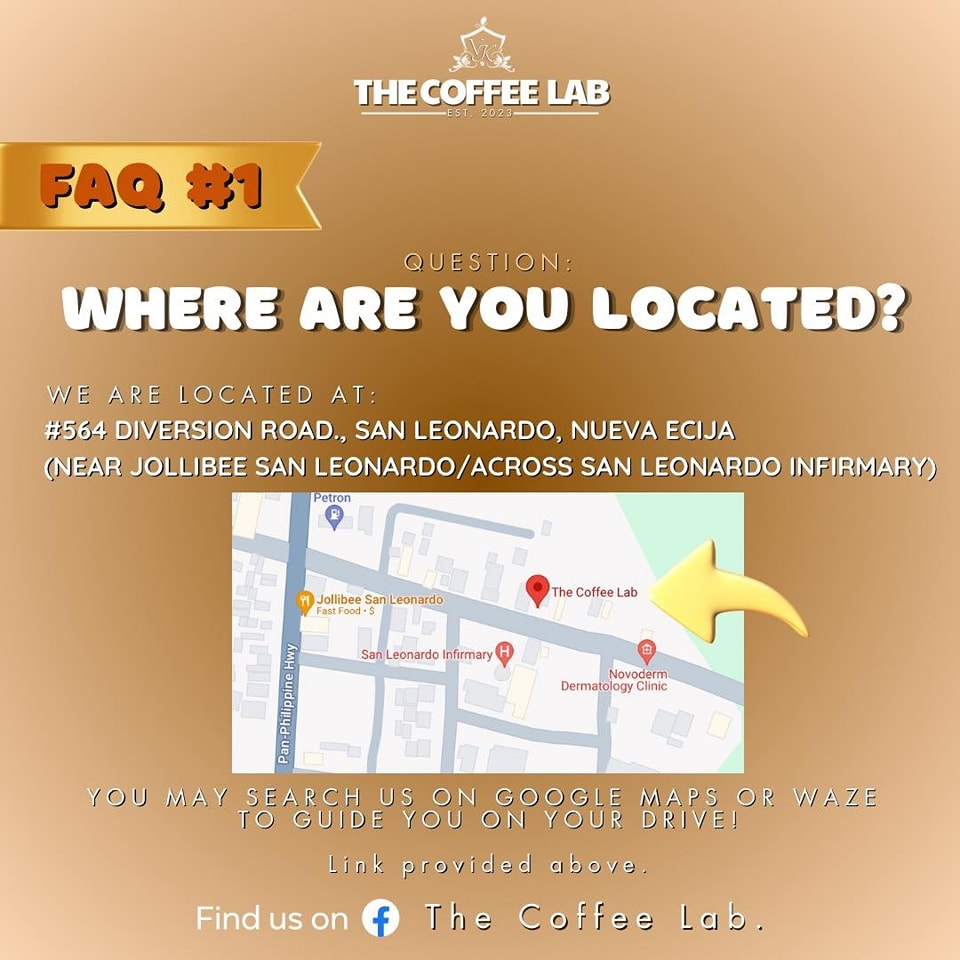 THE COFFEE LAB
EST. 2023
FAQ #1
QUESTION:
WHERE ARE YOU LOCATED?
WE ARE LOCATED AT:
#564 DIVERSION ROAD., SAN LEONARDO, NUEVA ECIJA
(NEAR JOLLIBEE SAN LEONARDO/ACROSS SAN LEONARDO INFIRMARY)
Petron
The Coffee Lab
Jollibee San Leonardo
Fast Food • $
San Leonardo Infirmary
H
Novoderm
Dermatology Clinic
Pan-Philippine Hwy
YOU MAY SEARCH US ON GOOGLE MAPS OR WAZE
TO GUIDE YOU ON YOUR DRIVE!
Link provided above.
Find us on f The Coffee Lab.